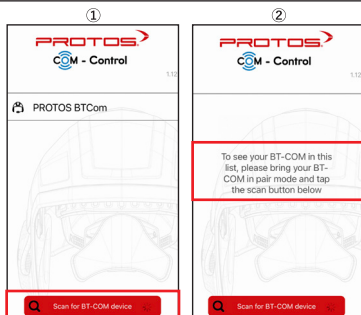 ①
PROTOS
COM - Control
1.12
PROTOS BTCom
Scan for BT-COM device
②
PROTOS
COM - Control
1.12
To see your BT-COM in this
list, please bring your BT-
COM in pair mode and tap
the scan button below
Scan for BT-COM device